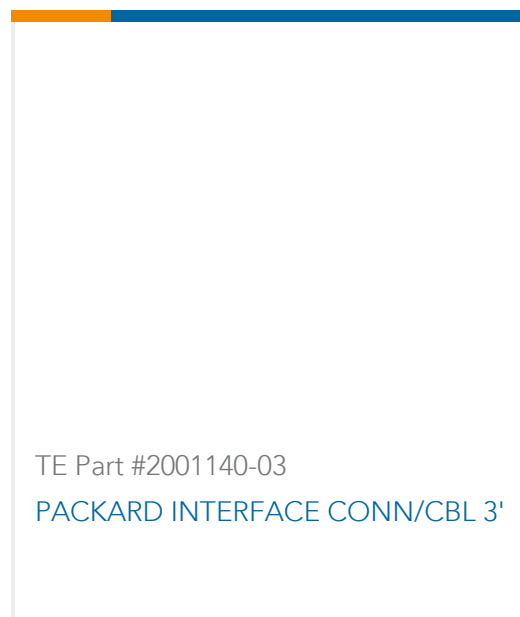 TE Part #2001140-03
PACKARD INTERFACE CONN/CBL 3'